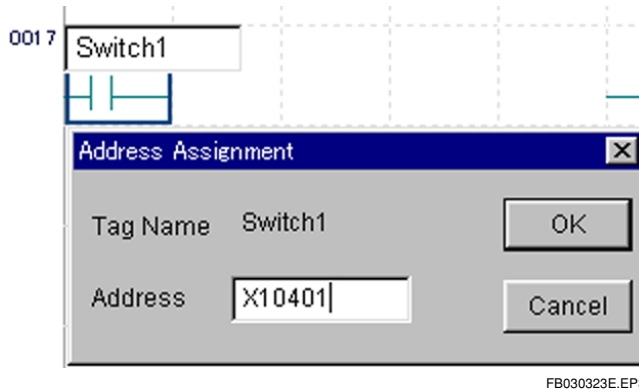 0017 Switch1
Address Assignment
Tag Name Switch1 OK
Address X10401 Cancel
FB030323E.EP